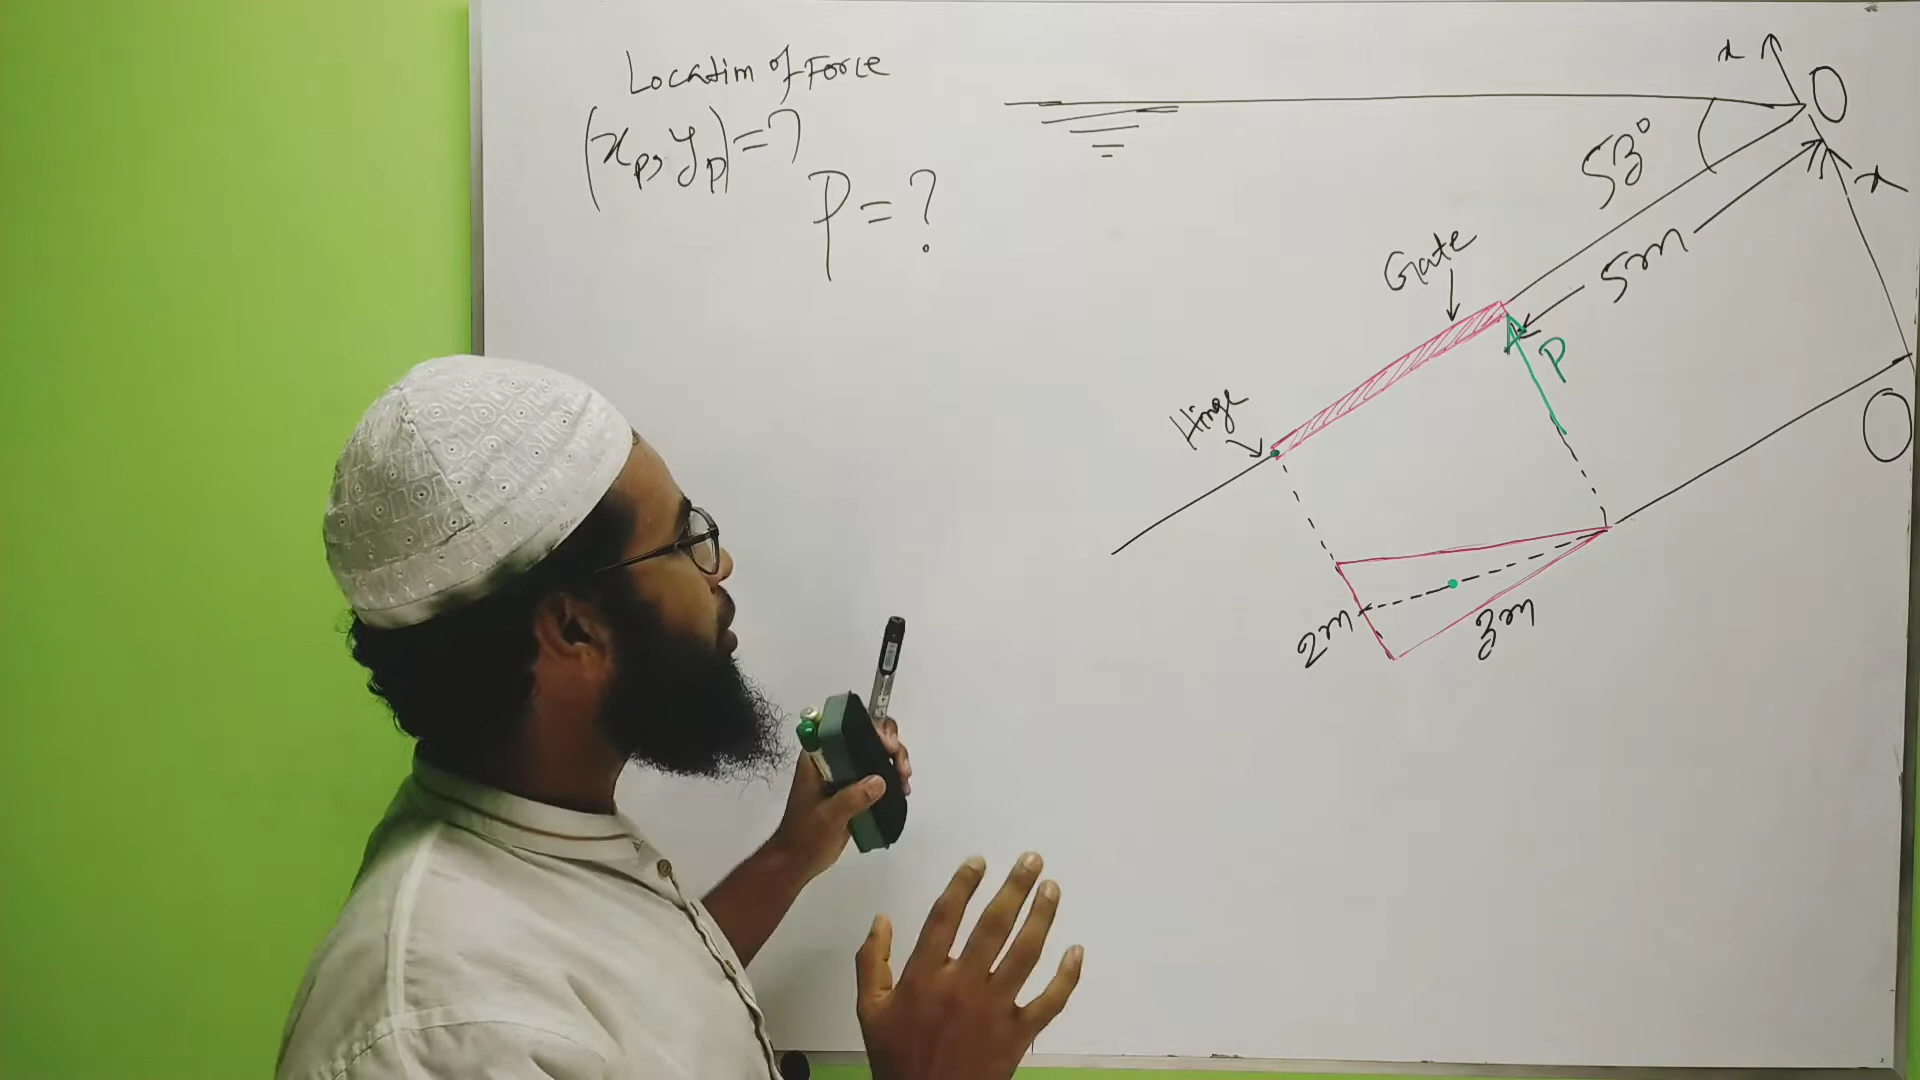 Location of Force
(xp, yp) = ?
P = ?
x
O
53°
x
5m
Gate
P
Hinge
O
2m
3m